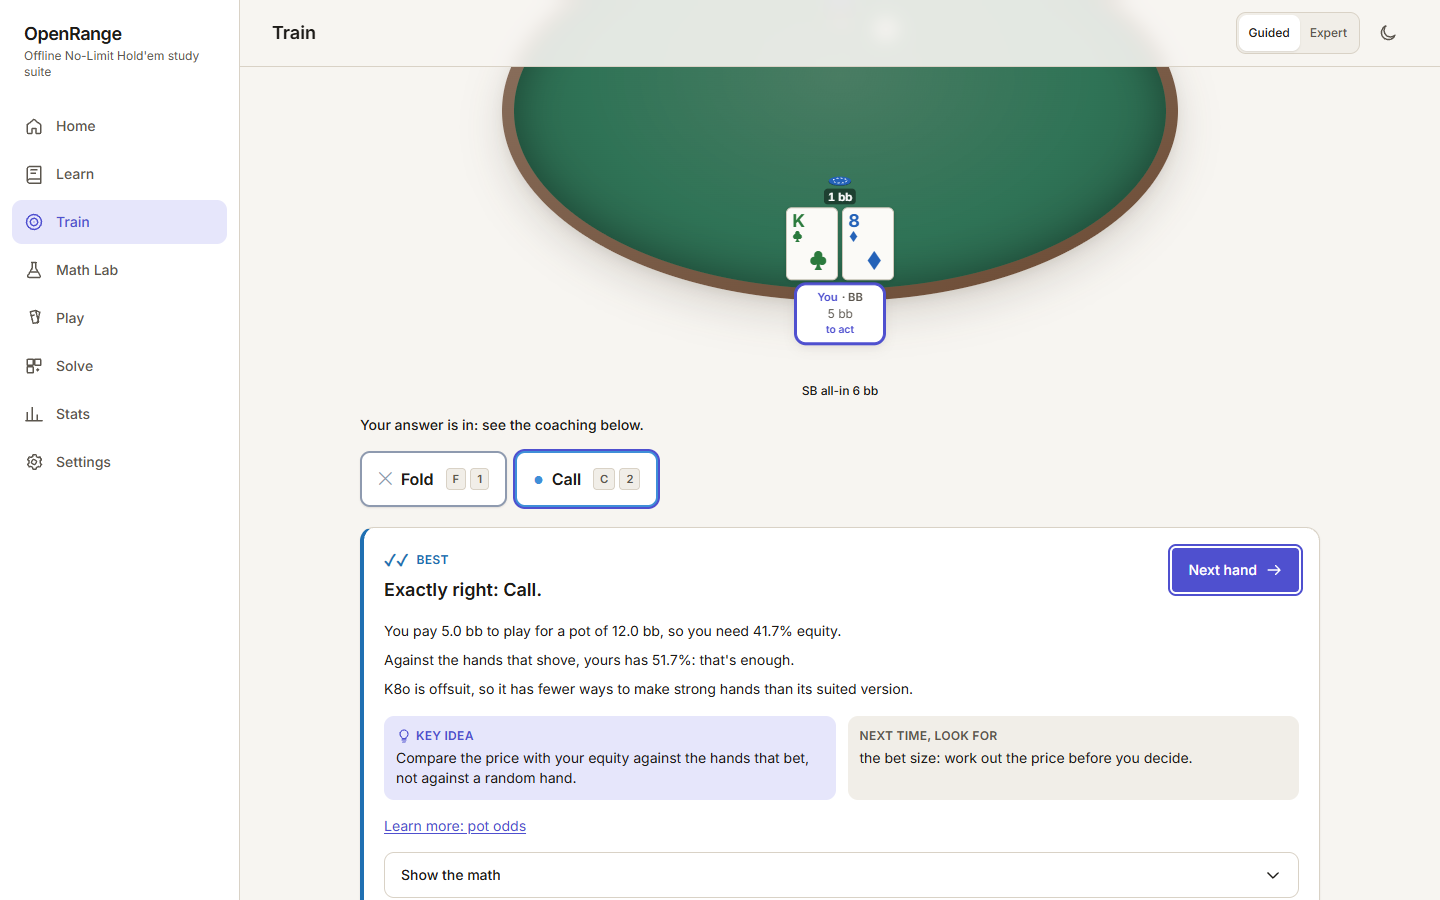 OpenRange
Offline No-Limit Hold'em study
suite
Home
Learn
Train
Math Lab
Play
Solve
Stats
Settings
Train
Guided
Expert
1 bb
K
8
You · BB
5 bb
to act
SB all-in 6 bb
Your answer is in: see the coaching below.
Fold F 1
Call C 2
BEST
Exactly right: Call.
Next hand
You pay 5.0 bb to play for a pot of 12.0 bb, so you need 41.7% equity.
Against the hands that shove, yours has 51.7%: that's enough.
K8o is offsuit, so it has fewer ways to make strong hands than its suited version.
KEY IDEA
Compare the price with your equity against the hands that bet,
not against a random hand.
NEXT TIME, LOOK FOR
the bet size: work out the price before you decide.
Learn more: pot odds
Show the math